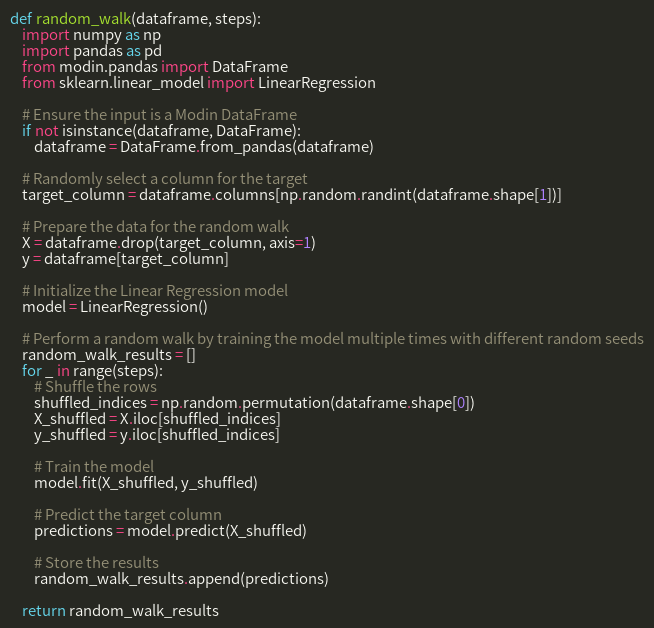 def random_walk(dataframe, steps):
    import numpy as np
    import pandas as pd
    from modin.pandas import DataFrame
    from sklearn.linear_model import LinearRegression

    # Ensure the input is a Modin DataFrame
    if not isinstance(dataframe, DataFrame):
        dataframe = DataFrame.from_pandas(dataframe)

    # Randomly select a column for the target
    target_column = dataframe.columns[np.random.randint(dataframe.shape[1])]

    # Prepare the data for the random walk
    X = dataframe.drop(target_column, axis=1)
    y = dataframe[target_column]

    # Initialize the Linear Regression model
    model = LinearRegression()

    # Perform a random walk by training the model multiple times with different random seeds
    random_walk_results = []
    for _ in range(steps):
        # Shuffle the rows
        shuffled_indices = np.random.permutation(dataframe.shape[0])
        X_shuffled = X.iloc[shuffled_indices]
        y_shuffled = y.iloc[shuffled_indices]

        # Train the model
        model.fit(X_shuffled, y_shuffled)

        # Predict the target column
        predictions = model.predict(X_shuffled)

        # Store the results
        random_walk_results.append(predictions)

    return random_walk_results